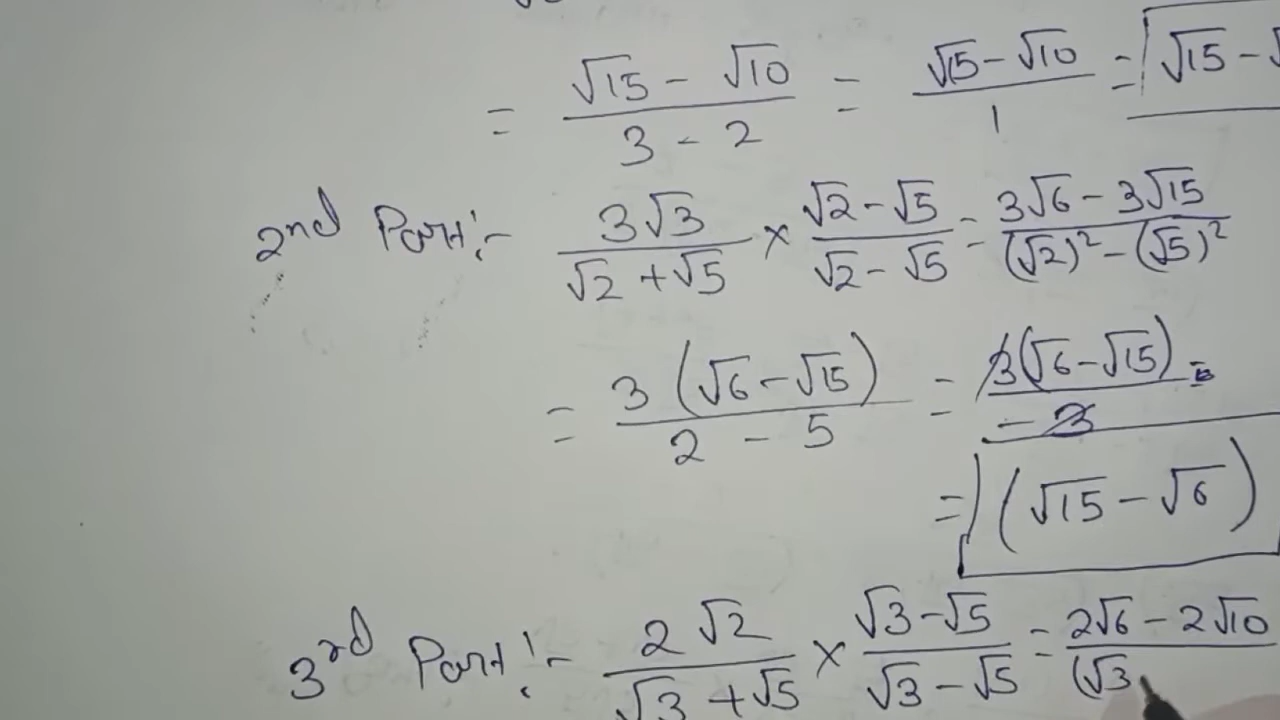 = √15 - √10 / 3 - 2 = √15 - √10 / 1 = √15 - √
2nd Part:- 3√3 / √2 + √5 × √2 - √5 / √2 - √5 = 3√6 - 3√15 / (√2)² - (√5)²
= 3 (√6 - √15) / 2 - 5 = 3(√6 - √15) / -3 =
= (√15 - √6)
3rd Part:- 2√2 / √3 + √5 × √3 - √5 / √3 - √5 = 2√6 - 2√10 / (√3